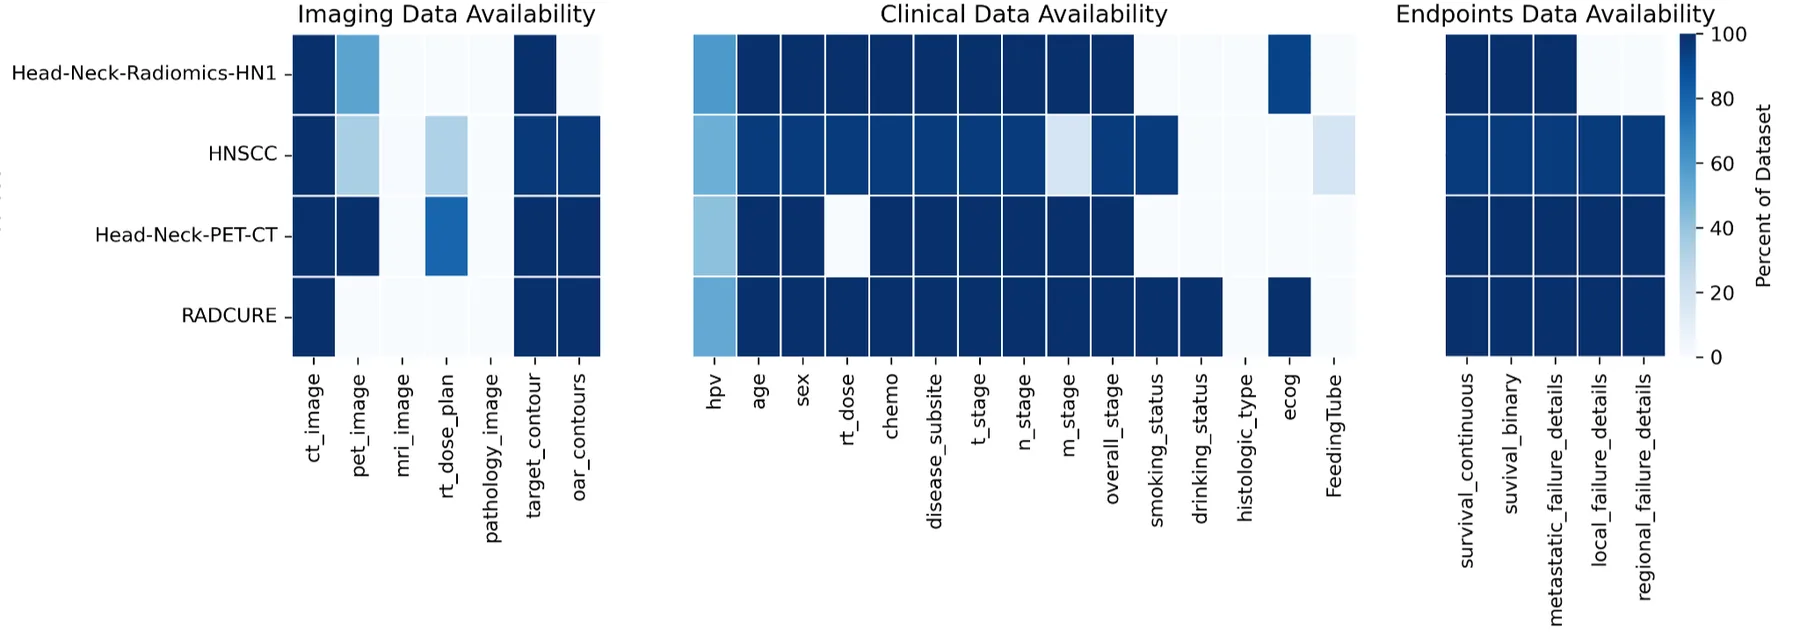 Imaging Data Availability
Clinical Data Availability
Endpoints Data Availability
Head-Neck-Radiomics-HN1
HNSCC
Head-Neck-PET-CT
RADCURE
ct_image
pet_image
mri_image
rt_dose_plan
pathology_image
target_contour
oar_contours
hpv
age
sex
rt_dose
chemo
disease_subsite
t_stage
n_stage
m_stage
overall_stage
smoking_status
drinking_status
histologic_type
ecog
FeedingTube
survival_continuous
suvival_binary
metastatic_failure_details
local_failure_details
regional_failure_details
100
80
60
40
20
0
Percent of Dataset